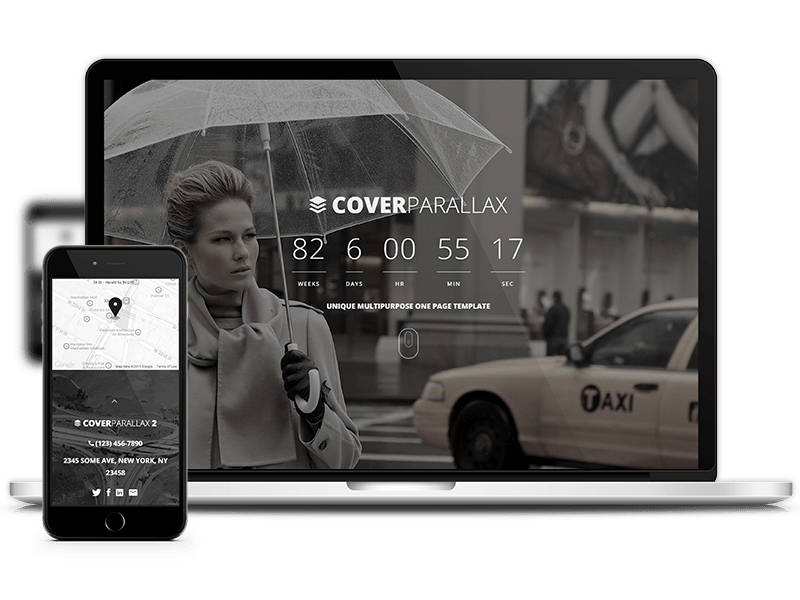 COVERPARALLAX
82 6 00 55 17
WEEKS DAYS HR MIN SEC
UNIQUE MULTIPURPOSE ONE PAGE TEMPLATE
TAXI
COVERPARALLAX 2
(123) 456-7890
2345 SOME AVE, NEW YORK, NY
23458